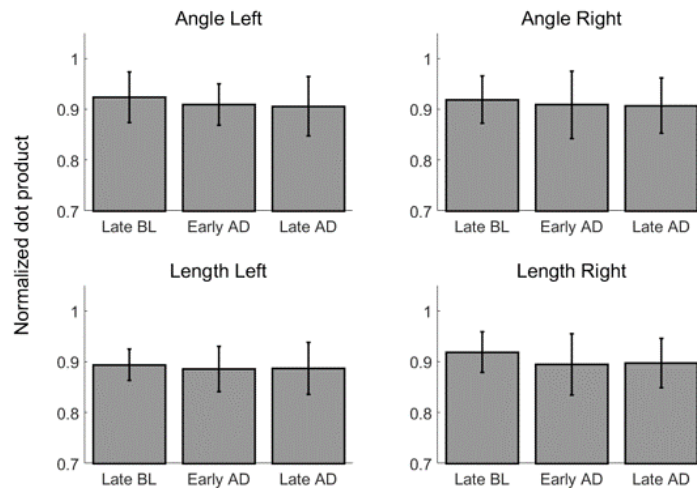 Angle Left
Angle Right
Normalized dot product
1
0.9
0.8
0.7
Late BL Early AD Late AD
1
0.9
0.8
0.7
Late BL Early AD Late AD
Length Left
Length Right
1
0.9
0.8
0.7
Late BL Early AD Late AD
1
0.9
0.8
0.7
Late BL Early AD Late AD